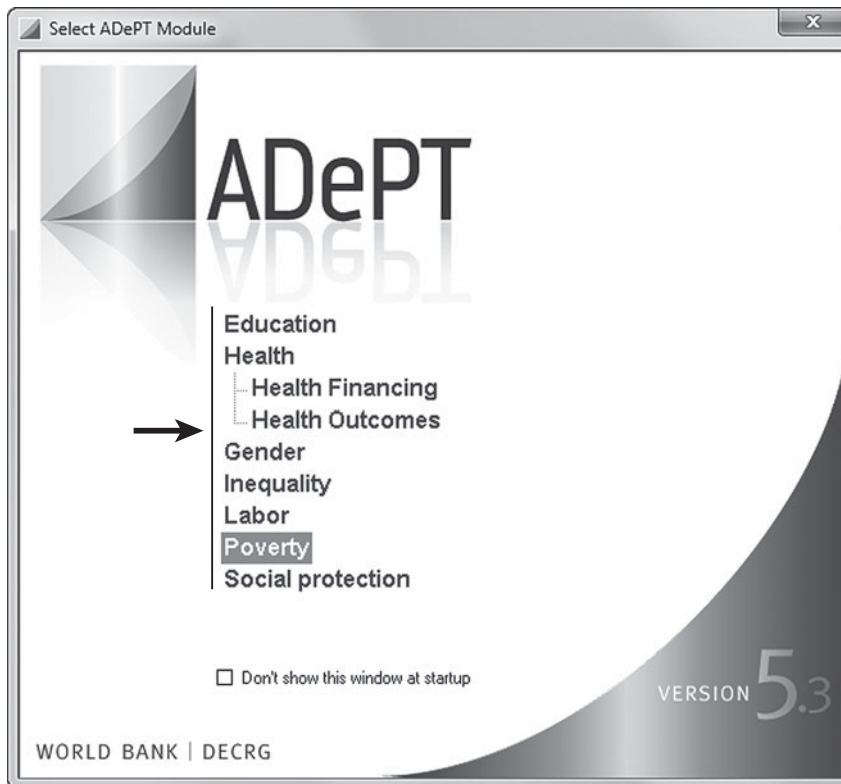 Select ADePT Module
x
ADePT
Education
Health
Health Financing
Health Outcomes
Gender
Inequality
Labor
Poverty
Social protection
Don't show this window at startup
VERSION 5.3
WORLD BANK | DECRG